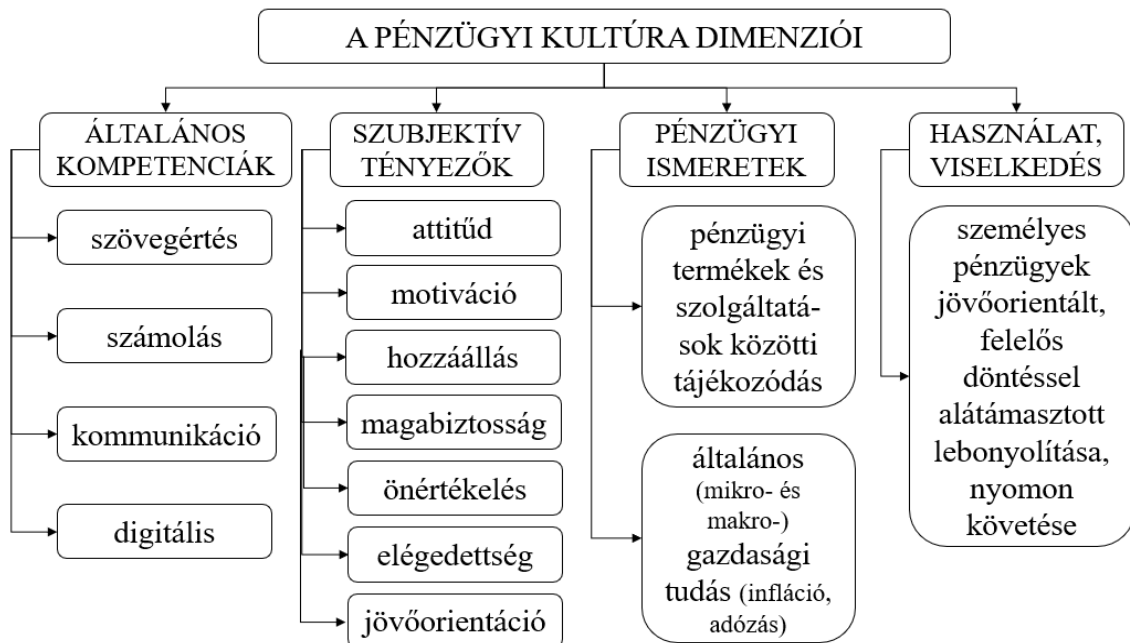 A PÉNZÜGYI KULTÚRA DIMENZIÓI
ÁLTALÁNOS
KOMPETENCIÁK
szövegértés
számolás
kommunikáció
digitális
SZUBJEKTÍV
TÉNYEZŐK
attitűd
motiváció
hozzáállás
magabiztosság
önértékelés
elégedettség
jövőorientáció
PÉNZÜGYI
ISMERETEK
pénzügyi
termékek és
szolgáltatá-
sok közötti
tájékozódás
általános
(mikro- és
makro-)
gazdasági
tudás (infláció,
adózás)
HASZNÁLAT,
VISELKEDÉS
személyes
pénzügyek
jövőorientált,
felelős
döntéssel
alátámasztott
lebonyolítása,
nyomon
követése